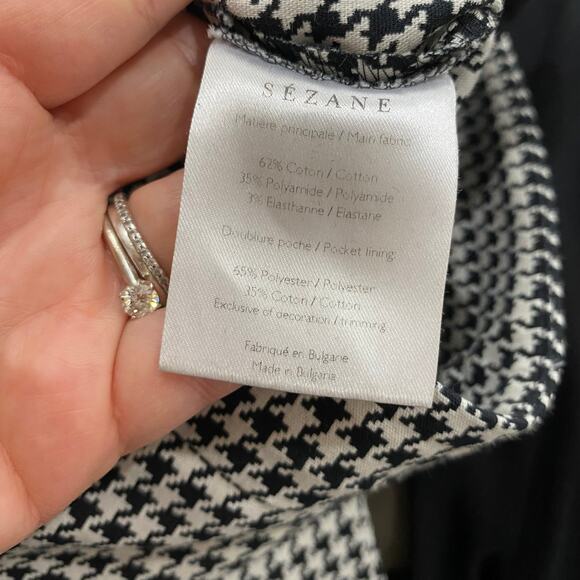 SÉZANE
Matière principale / Main fabric:
62% Coton / Cotton
35% Polyamide / Polyamide
3% Elasthanne / Elastane
Doublure poche / Pocket lining:
65% Polyester / Polyester
35% Coton / Cotton
Exclusive of decoration / trimming
Fabriqué en Bulgarie
Made in Bulgaria